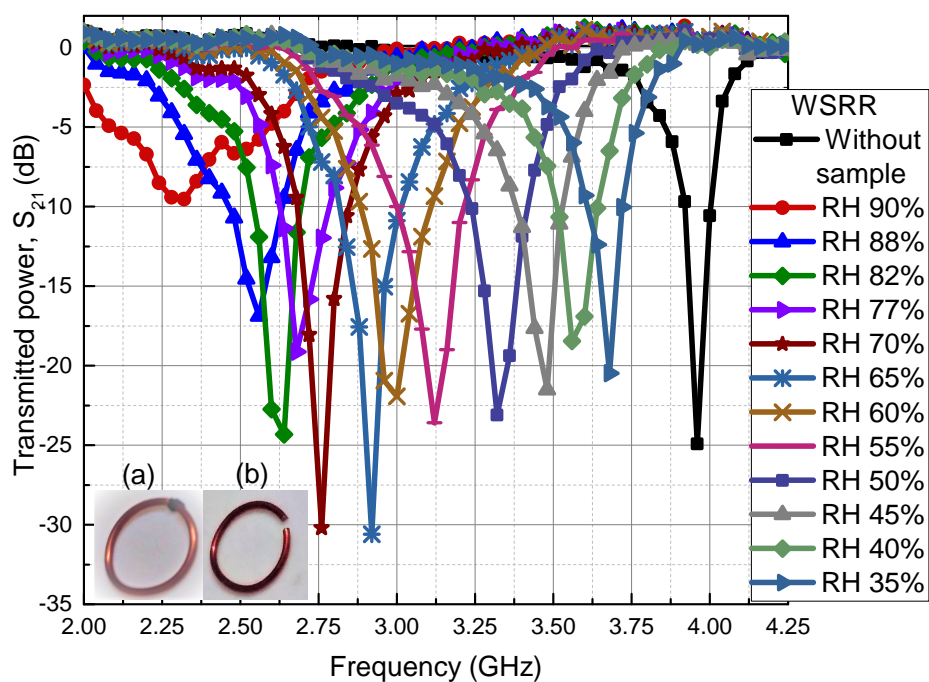 Transmitted power, S21 (dB)
0
-5
-10
-15
-20
-25
-30
-35
2.00 2.25 2.50 2.75 3.00 3.25 3.50 3.75 4.00 4.25
Frequency (GHz)
(a) (b)
WSRR
Without
sample
RH 90%
RH 88%
RH 82%
RH 77%
RH 70%
RH 65%
RH 60%
RH 55%
RH 50%
RH 45%
RH 40%
RH 35%